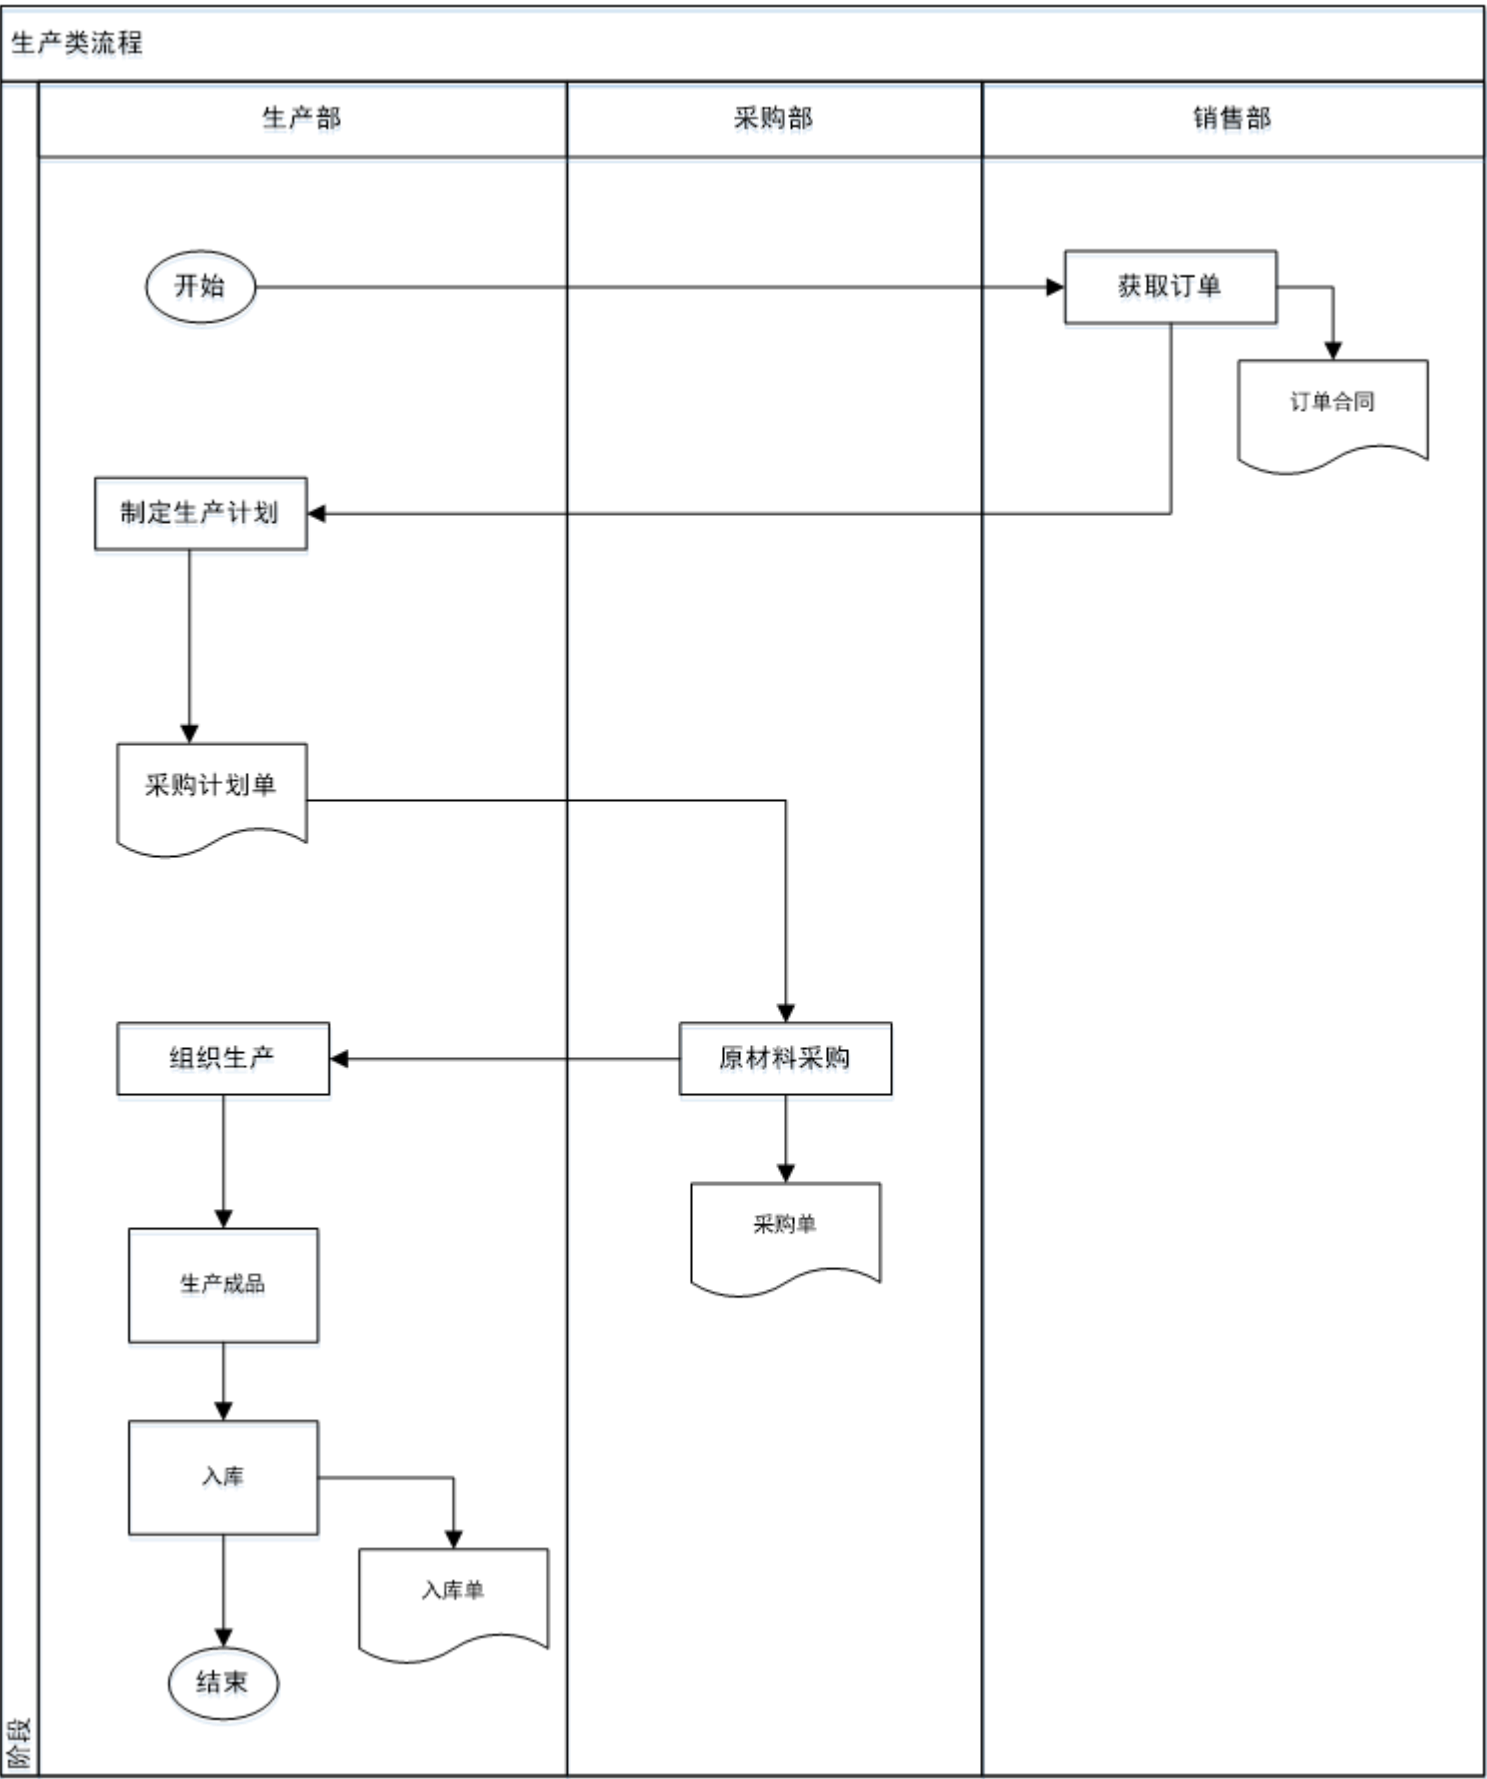 生产类流程
生产部
采购部
销售部
开始
获取订单
订单合同
制定生产计划
采购计划单
组织生产
原材料采购
采购单
生产成品
入库
入库单
结束
阶段